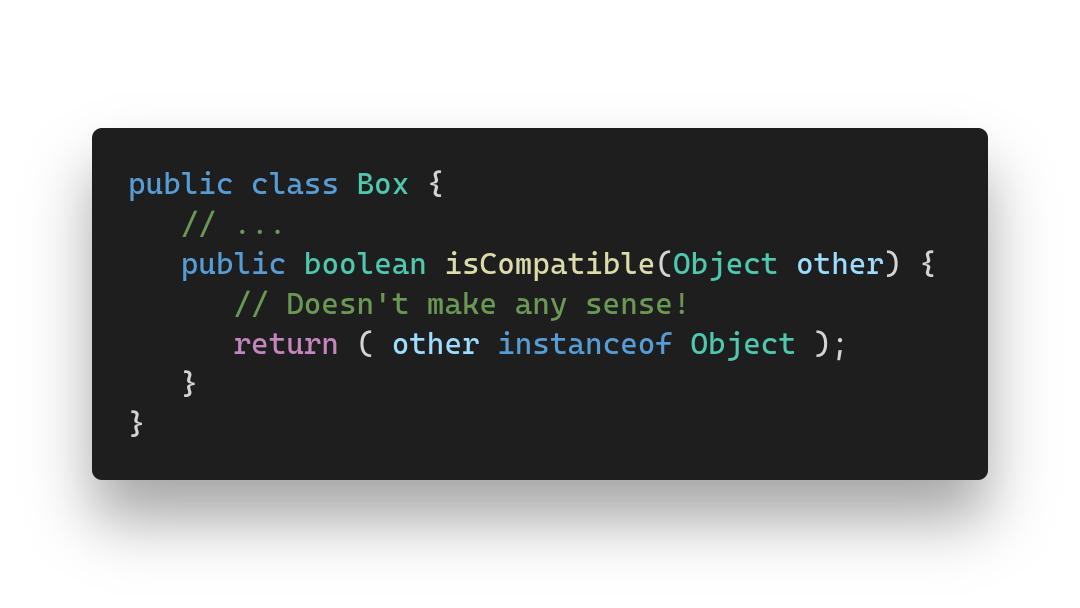 public class Box {
   // ...
   public boolean isCompatible(Object other) {
      // Doesn't make any sense!
      return ( other instanceof Object );
   }
}